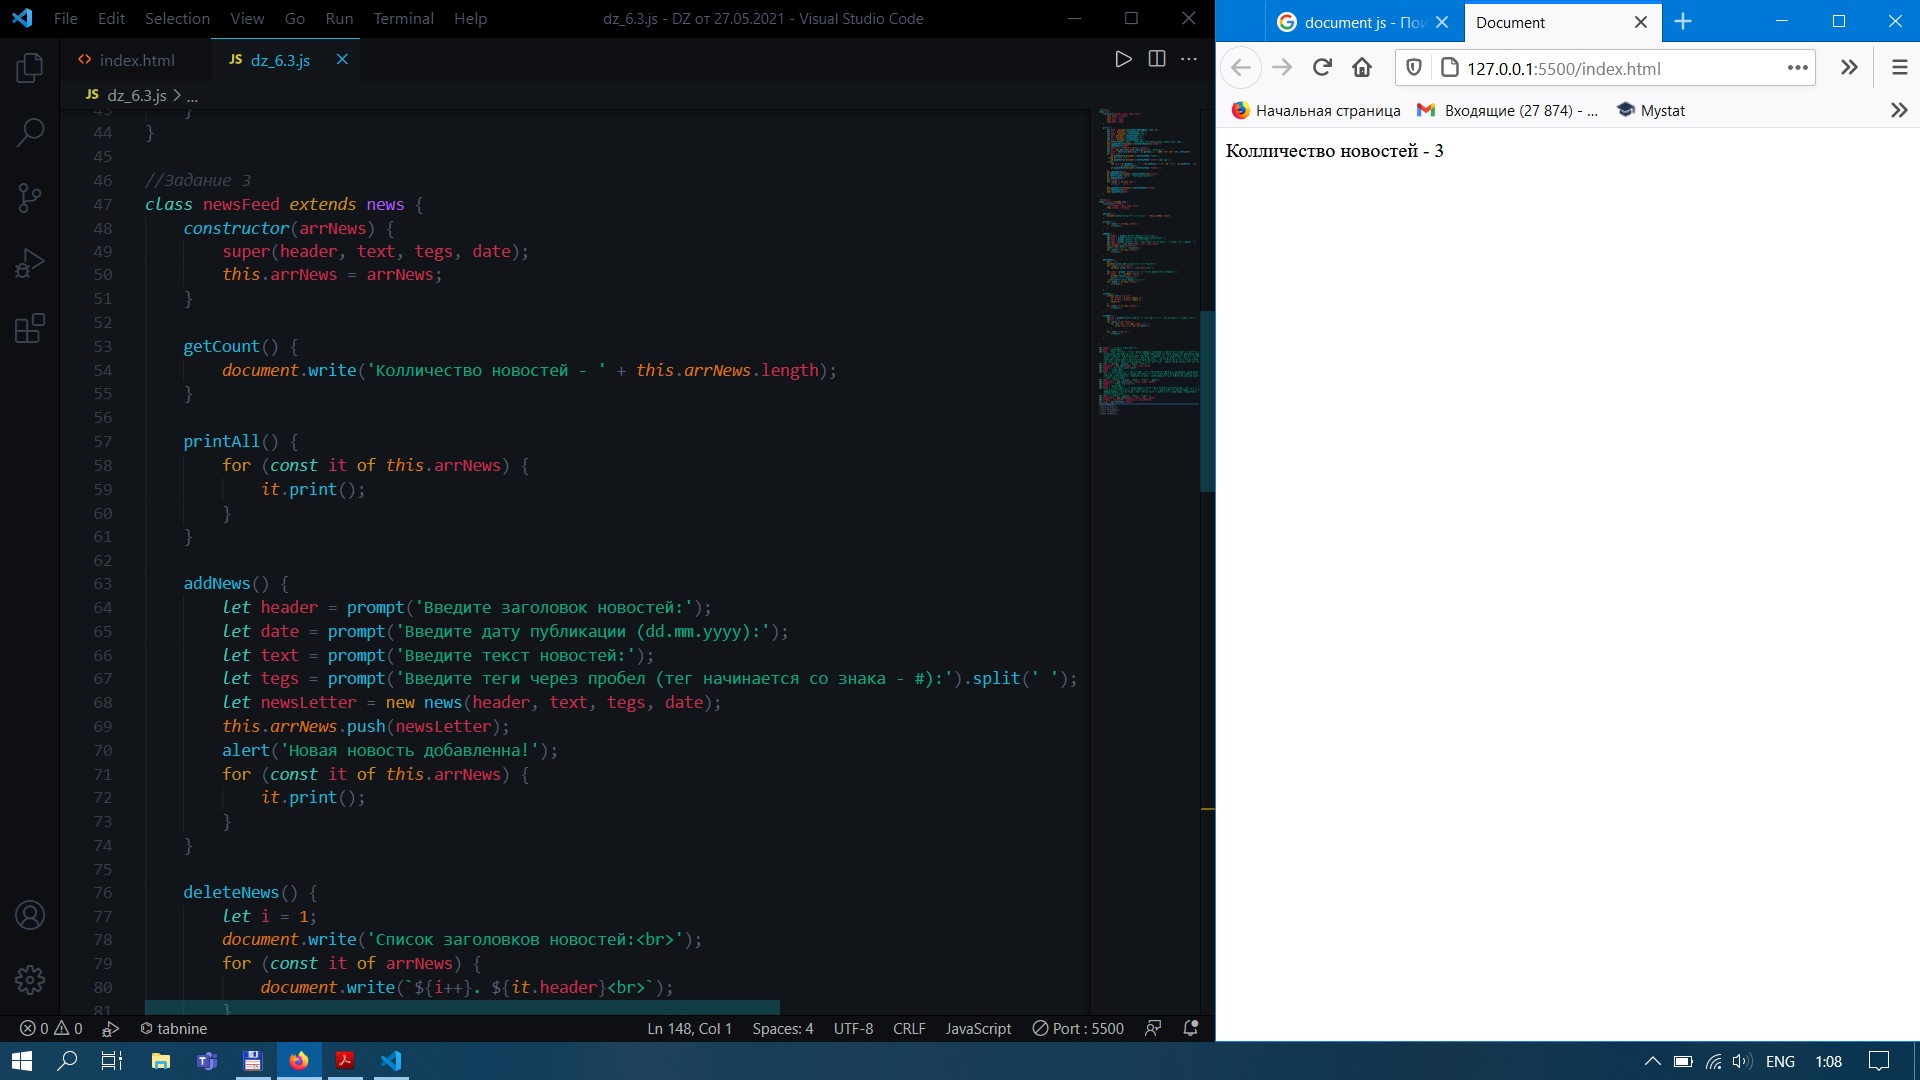 File Edit Selection View Go Run Terminal Help
dz_6.3.js - DZ от 27.05.2021 - Visual Studio Code
index.html
JS dz_6.3.js
JS dz_6.3.js > ...
43 }
44 }
45
46 //Задание 3
47 class newsFeed extends news {
48 constructor(arrNews) {
49 super(header, text, tegs, date);
50 this.arrNews = arrNews;
51 }
52
53 getCount() {
54 document.write('Колличество новостей - ' + this.arrNews.length);
55 }
56
57 printAll() {
58 for (const it of this.arrNews) {
59 it.print();
60 }
61 }
62
63 addNews() {
64 let header = prompt('Введите заголовок новостей:');
65 let date = prompt('Введите дату публикации (dd.mm.yyyy):');
66 let text = prompt('Введите текст новостей:');
67 let tegs = prompt('Введите теги через пробел (тег начинается со знака - #):').split(' ');
68 let newsLetter = new news(header, text, tegs, date);
69 this.arrNews.push(newsLetter);
70 alert('Новая новость добавленна!');
71 for (const it of this.arrNews) {
72 it.print();
73 }
74 }
75
76 deleteNews() {
77 let i = 1;
78 document.write('Список заголовков новостей:<br>');
79 for (const it of arrNews) {
80 document.write(`${i++}. ${it.header}<br>`);
81 }
0 0 tabnine
Ln 148, Col 1 Spaces: 4 UTF-8 CRLF JavaScript Port : 5500
document js - Пои
Document
127.0.0.1:5500/index.html
Начальная страница
Входящие (27 874) - ...
Mystat
Колличество новостей - 3
ENG 1:08